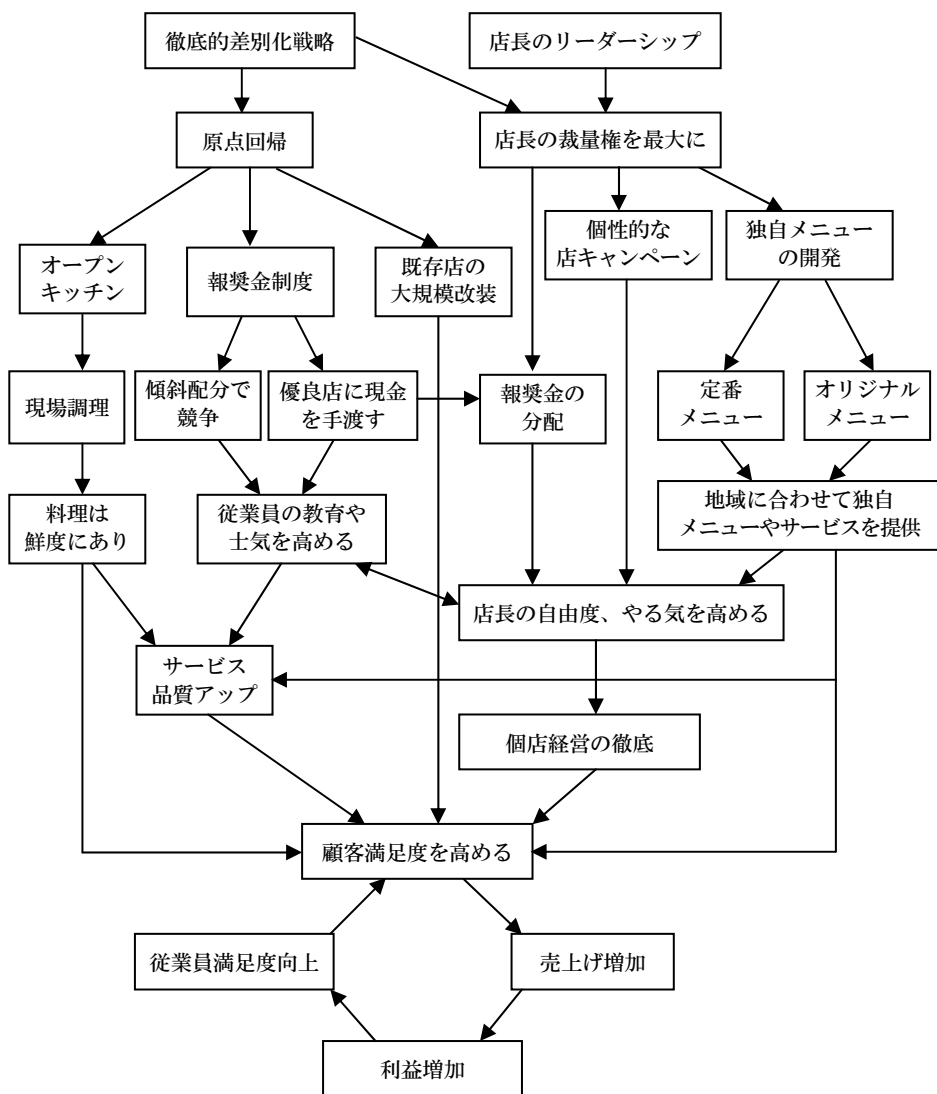 徹底的差別化戦略
店長のリーダーシップ
原点回帰
店長の裁量権を最大に
オープン
キッチン
報奨金制度
既存店の
大規模改装
個性的な
店キャンペーン
独自メニュー
の開発
現場調理
傾斜配分で
競争
優良店に現金
を手渡す
報奨金の
分配
定番
メニュー
オリジナル
メニュー
料理は
鮮度にあり
従業員の教育や
士気を高める
地域に合わせて独自
メニューやサービスを提供
店長の自由度、やる気を高める
サービス
品質アップ
個店経営の徹底
顧客満足度を高める
従業員満足度向上
売上げ増加
利益増加